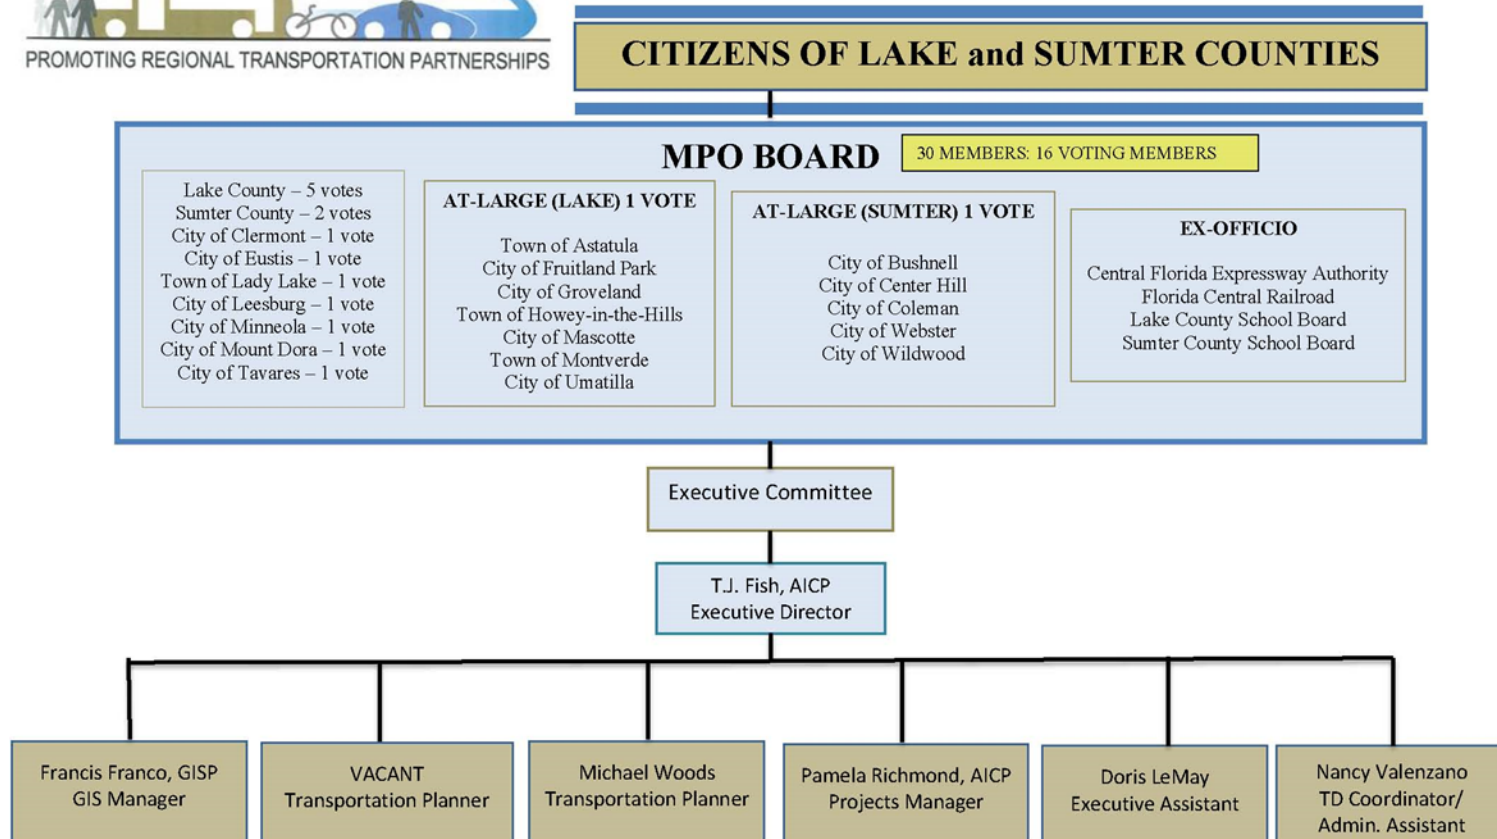 PROMOTING REGIONAL TRANSPORTATION PARTNERSHIPS
CITIZENS OF LAKE and SUMTER COUNTIES
MPO BOARD
30 MEMBERS: 16 VOTING MEMBERS
Lake County – 5 votes
Sumter County – 2 votes
City of Clermont – 1 vote
City of Eustis – 1 vote
Town of Lady Lake – 1 vote
City of Leesburg – 1 vote
City of Minneola – 1 vote
City of Mount Dora – 1 vote
City of Tavares – 1 vote
AT-LARGE (LAKE) 1 VOTE
Town of Astatula
City of Fruitland Park
City of Groveland
Town of Howey-in-the-Hills
City of Mascotte
Town of Montverde
City of Umatilla
AT-LARGE (SUMTER) 1 VOTE
City of Bushnell
City of Center Hill
City of Coleman
City of Webster
City of Wildwood
EX-OFFICIO
Central Florida Expressway Authority
Florida Central Railroad
Lake County School Board
Sumter County School Board
Executive Committee
T.J. Fish, AICP
Executive Director
Francis Franco, GISP
GIS Manager
VACANT
Transportation Planner
Michael Woods
Transportation Planner
Pamela Richmond, AICP
Projects Manager
Doris LeMay
Executive Assistant
Nancy Valenzano
TD Coordinator/
Admin. Assistant